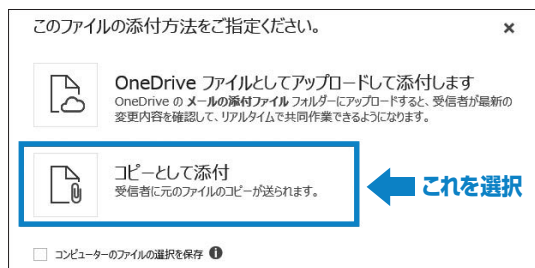 このファイルの添付方法をご指定ください。
OneDrive ファイルとしてアップロードして添付します
OneDrive の メールの添付ファイル フォルダーにアップロードすると、受信者が最新の
変更内容を確認して、リアルタイムで共同作業できるようになります。
コピーとして添付
受信者に元のファイルのコピーが送られます。
これを選択
コンピューターのファイルの選択を保存